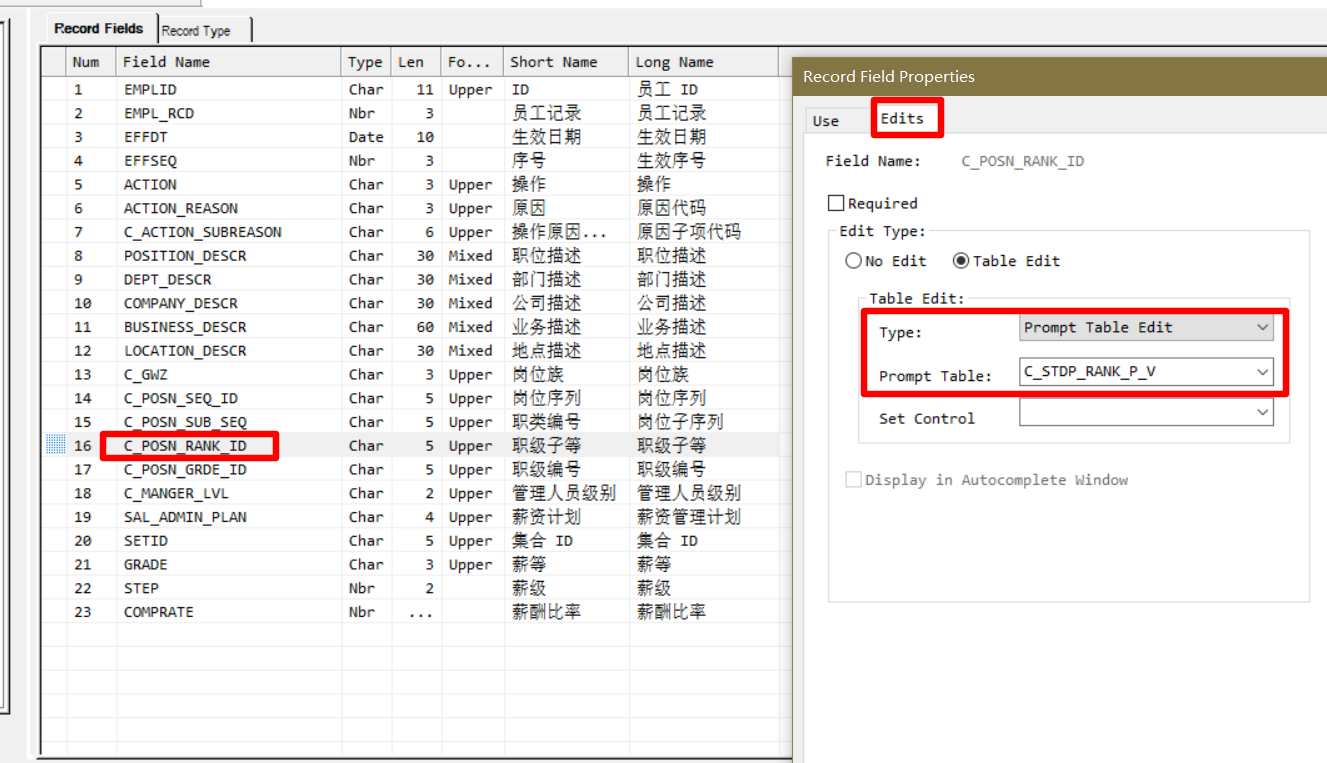 Record Fields Record Type
Num Field Name Type Len Fo... Short Name Long Name
1 EMPLID Char 11 Upper ID 员工 ID
2 EMPL_RCD Nbr 3 员工记录 员工记录
3 EFFDT Date 10 生效日期 生效日期
4 EFFSEQ Nbr 3 序号 生效序号
5 ACTION Char 3 Upper 操作 操作
6 ACTION_REASON Char 3 Upper 原因 原因代码
7 C_ACTION_SUBREASON Char 6 Upper 操作原因... 原因子项代码
8 POSITION_DESCR Char 30 Mixed 职位描述 职位描述
9 DEPT_DESCR Char 30 Mixed 部门描述 部门描述
10 COMPANY_DESCR Char 30 Mixed 公司描述 公司描述
11 BUSINESS_DESCR Char 60 Mixed 业务描述 业务描述
12 LOCATION_DESCR Char 30 Mixed 地点描述 地点描述
13 C_GWZ Char 3 Upper 岗位族 岗位族
14 C_POSN_SEQ_ID Char 5 Upper 岗位序列 岗位序列
15 C_POSN_SUB_SEQ Char 5 Upper 职类编号 岗位子序列
16 C_POSN_RANK_ID Char 5 Upper 职级子等 职级子等
17 C_POSN_GRDE_ID Char 5 Upper 职级编号 职级编号
18 C_MANGER_LVL Char 2 Upper 管理人员级别 管理人员级别
19 SAL_ADMIN_PLAN Char 4 Upper 薪资计划 薪资管理计划
20 SETID Char 5 Upper 集合 ID 集合 ID
21 GRADE Char 3 Upper 薪等 薪等
22 STEP Nbr 2 薪级 薪级
23 COMPRATE Nbr ... 薪酬比率 薪酬比率
Record Field Properties
Use Edits
Field Name: C_POSN_RANK_ID
Required
Edit Type:
No Edit Table Edit
Table Edit:
Type: Prompt Table Edit
Prompt Table: C_STDP_RANK_P_V
Set Control
Display in Autocomplete Window